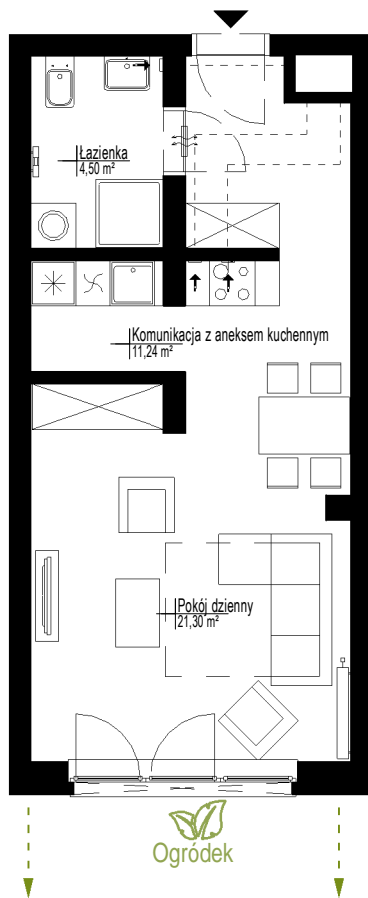 Łazienka
4,50 m²
Komunikacja z aneksem kuchennym
11,24 m²
Pokój dzienny
21,30 m²
Ogródek